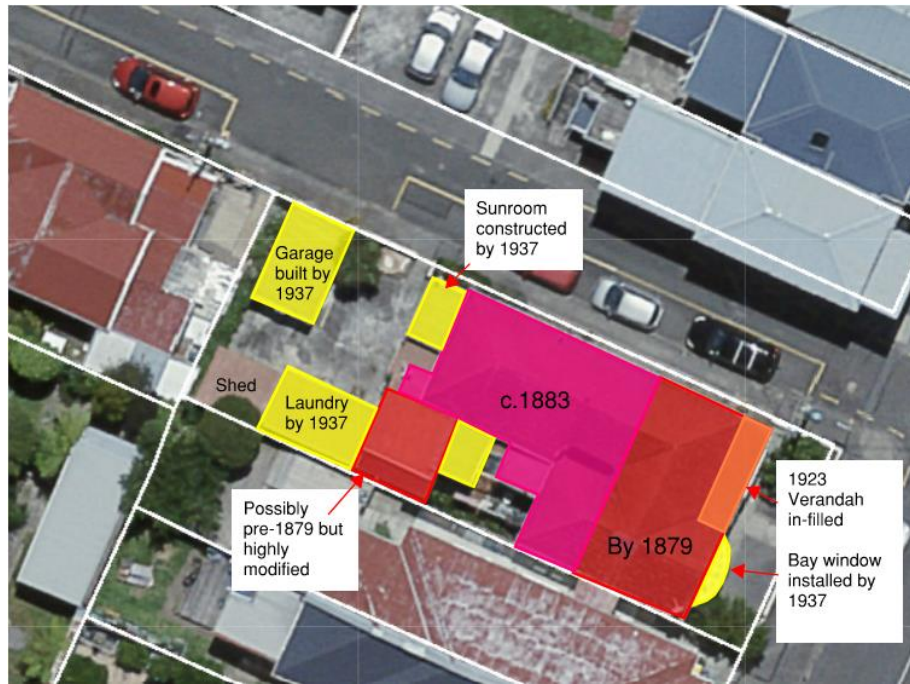 Sunroom
constructed
by 1937
Garage
built by
1937
Shed
Laundry
by 1937
c.1883
1923
Verandah
in-filled
Possibly
pre-1879 but
highly
modified
By 1879
Bay window
installed by
1937